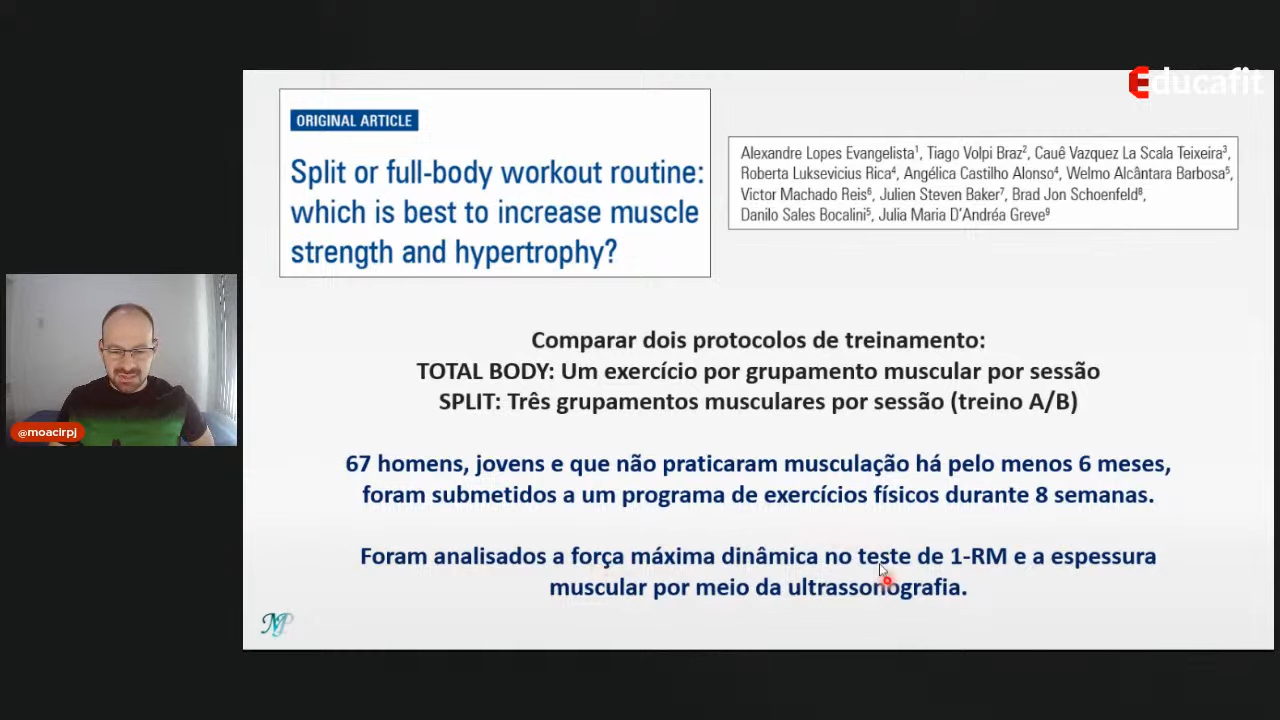 Educafit
ORIGINAL ARTICLE
Split or full-body workout routine:
which is best to increase muscle
strength and hypertrophy?
Alexandre Lopes Evangelista¹, Tiago Volpi Braz², Cauê Vazquez La Scala Teixeira³,
Roberta Luksevicius Rica⁴, Angélica Castilho Alonso⁴, Welmo Alcântara Barbosa⁵,
Victor Machado Reis⁶, Julien Steven Baker⁷, Brad Jon Schoenfeld⁸,
Danilo Sales Bocalini⁵, Julia Maria D’Andréa Greve⁹
Comparar dois protocolos de treinamento:
TOTAL BODY: Um exercício por grupamento muscular por sessão
SPLIT: Três grupamentos musculares por sessão (treino A/B)
67 homens, jovens e que não praticaram musculação há pelo menos 6 meses,
foram submetidos a um programa de exercícios físicos durante 8 semanas.
Foram analisados a força máxima dinâmica no teste de 1-RM e a espessura
muscular por meio da ultrassonografia.
@moacirpj
MP